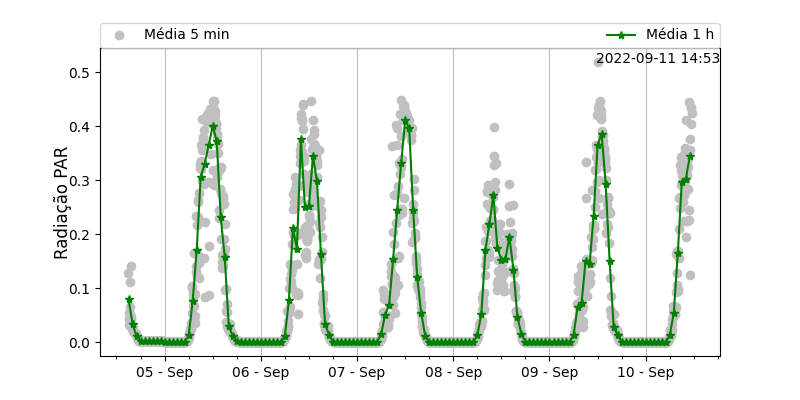 Média 5 min
Média 1 h
2022-09-11 14:53
Radiação PAR
0.5
0.4
0.3
0.2
0.1
0.0
05 - Sep
06 - Sep
07 - Sep
08 - Sep
09 - Sep
10 - Sep